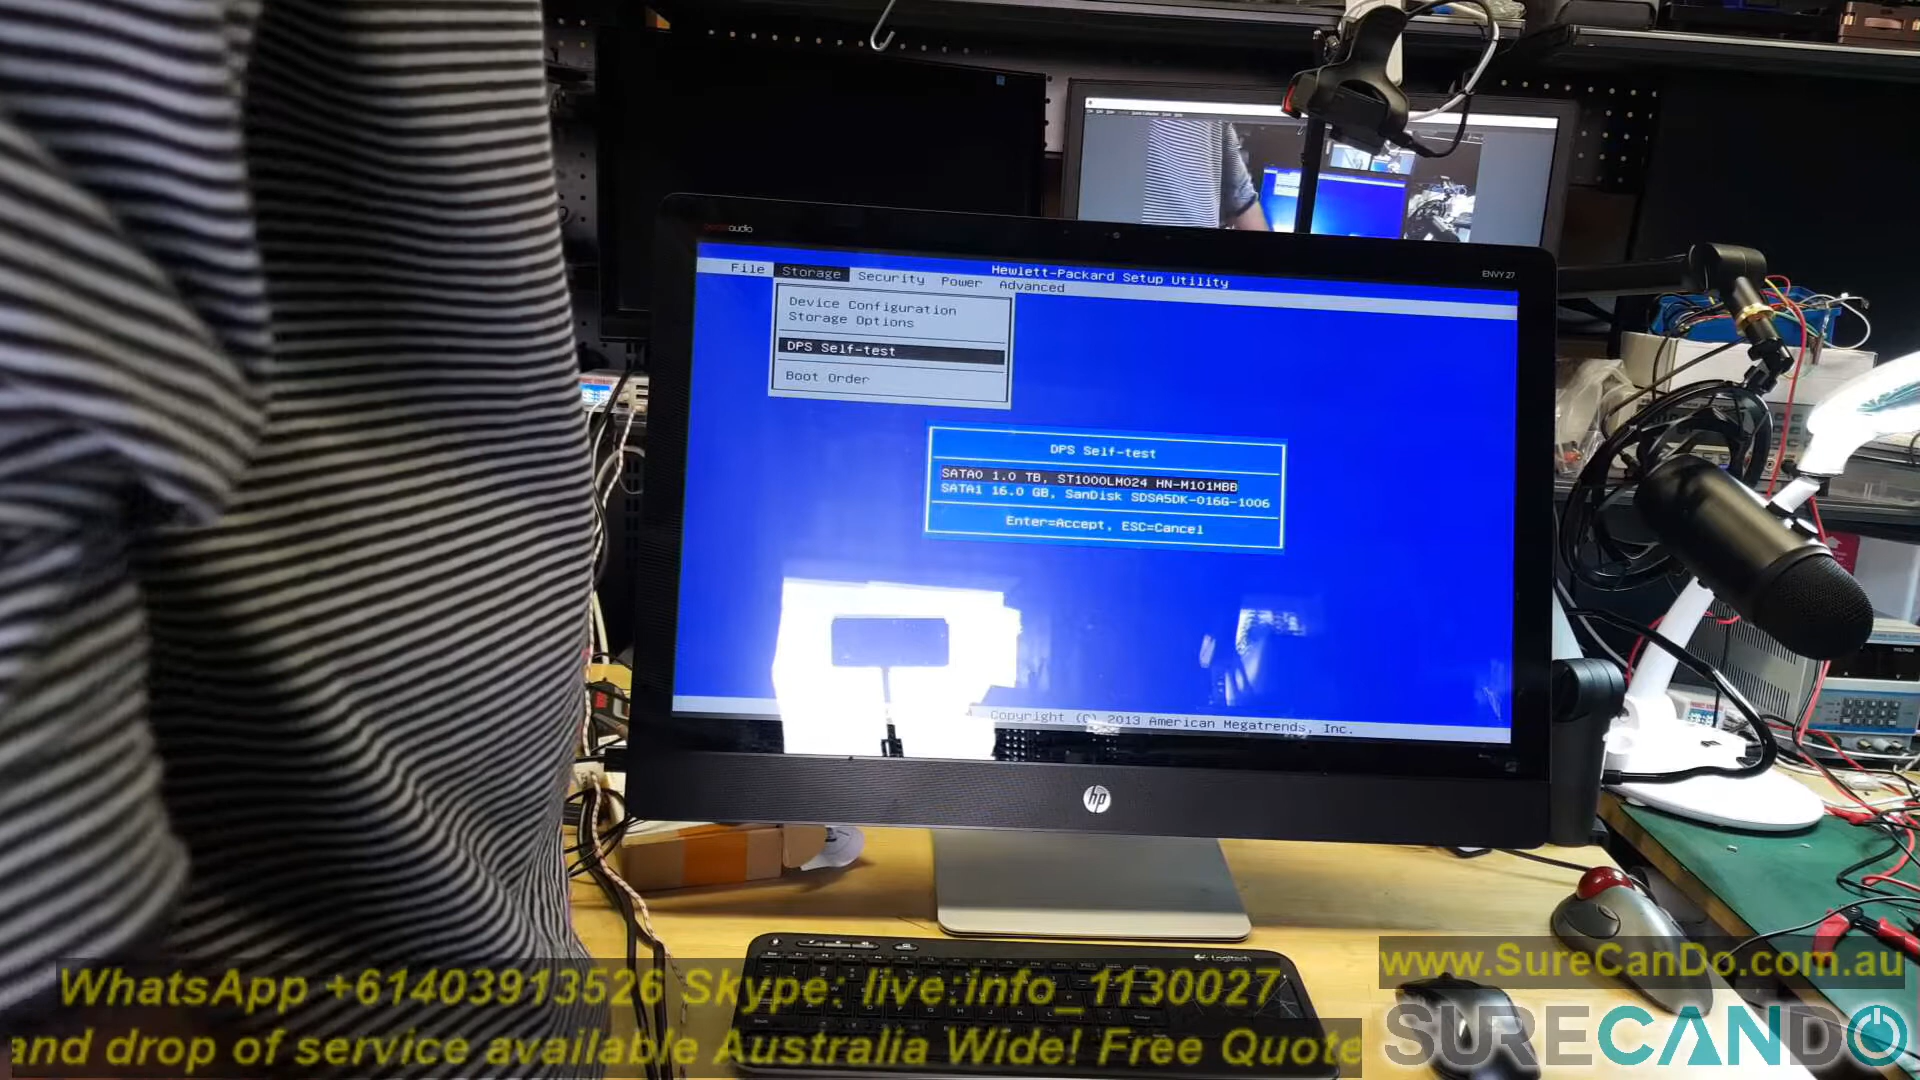 audio
ENVY 27
Hewlett-Packard Setup Utility
File Storage Security Power Advanced
Device Configuration
Storage Options
DPS Self-test
Boot Order
DPS Self-test
SATA0 1.0 TB, ST1000LM024 HN-M101MBB
SATA1 16.0 GB, SanDisk SDSA5DK-016G-1006
Enter=Accept, ESC=Cancel
Copyright (C) 2013 American Megatrends, Inc.
hp
Logitech
www.SureCanDo.com.au
WhatsApp +61403913526 Skype: live:info_1130027
and drop of service available Australia Wide! Free Quote
SURECANDO